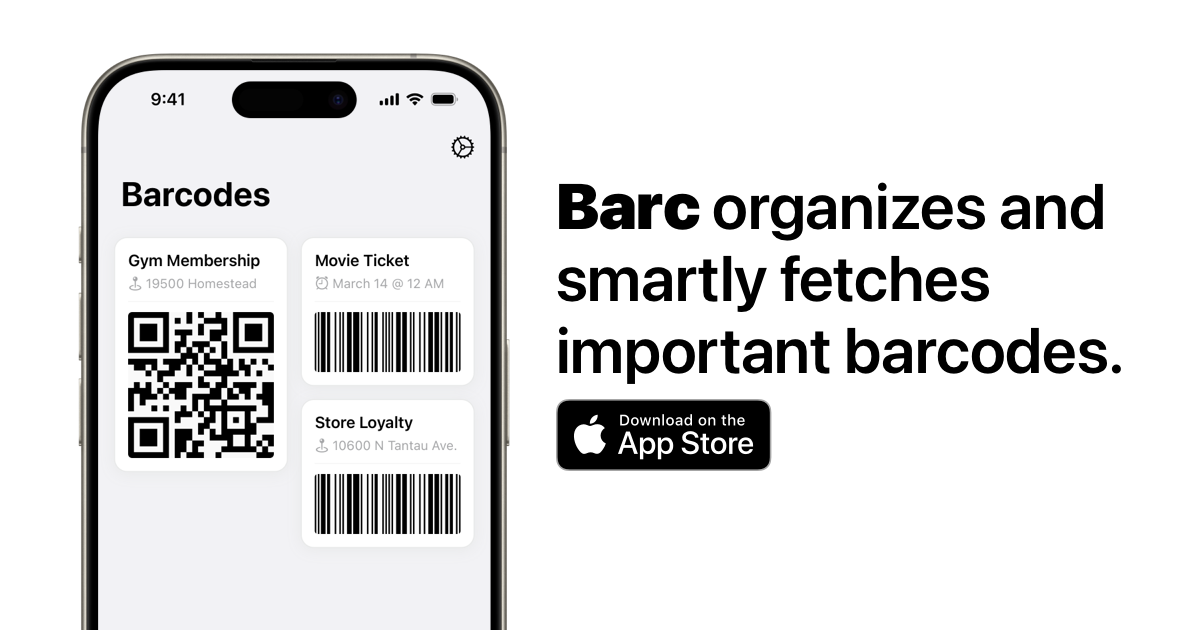 9:41
Barcodes
Gym Membership
19500 Homestead
Movie Ticket
March 14 @ 12 AM
Store Loyalty
10600 N Tantau Ave.
Barc organizes and
smartly fetches
important barcodes.
Download on the
App Store